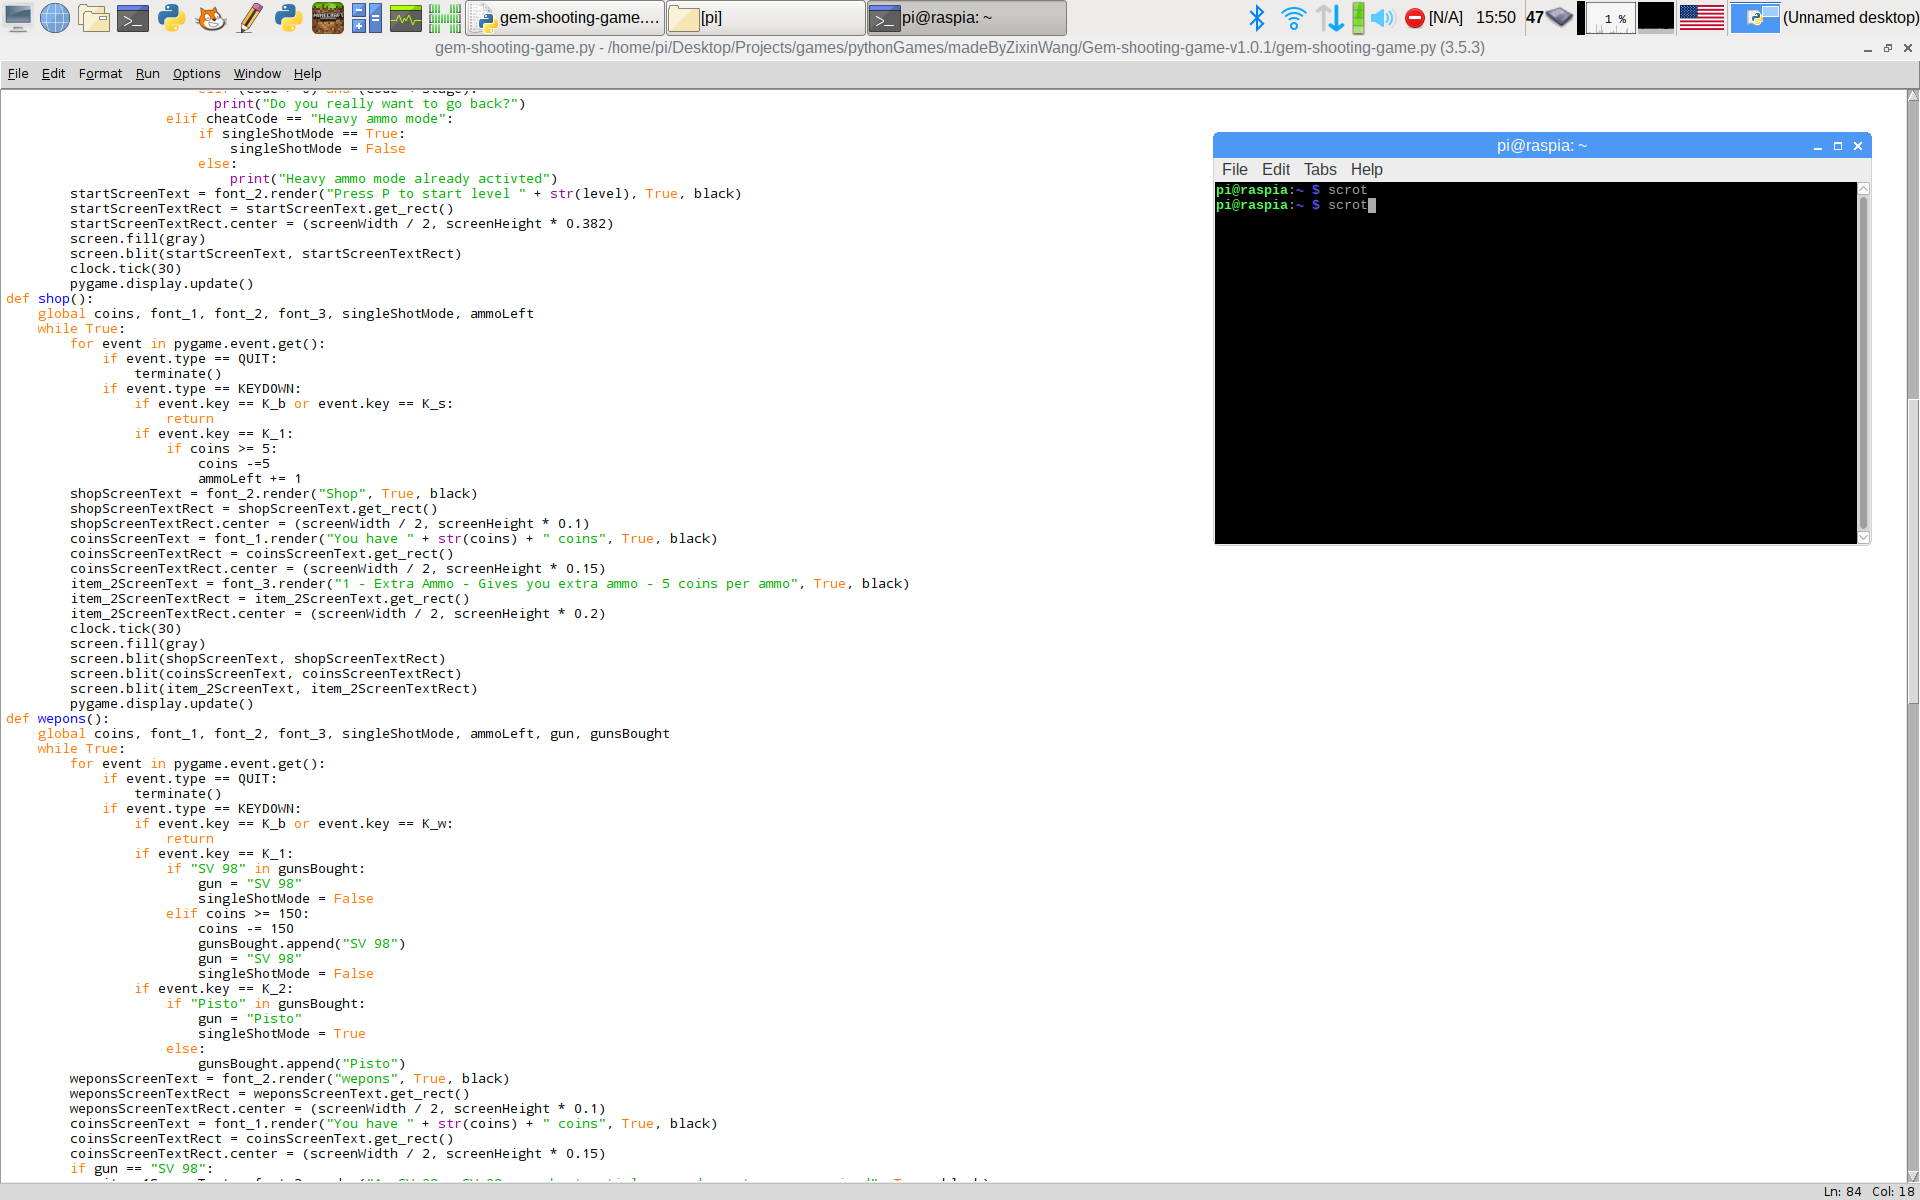 gem-shooting-game....
[pi]
pi@raspia: ~
[N/A]
15:50
47
1 %
(Unnamed desktop)
gem-shooting-game.py - /home/pi/Desktop/Projects/games/pythonGames/madeByZixinWang/Gem-shooting-game-v1.0.1/gem-shooting-game.py (3.5.3)
File Edit Format Run Options Window Help
print("Do you really want to go back?")
elif cheatCode == "Heavy ammo mode":
if singleShotMode == True:
singleShotMode = False
else:
print("Heavy ammo mode already activted")
startScreenText = font_2.render("Press P to start level " + str(level), True, black)
startScreenTextRect = startScreenText.get_rect()
startScreenTextRect.center = (screenWidth / 2, screenHeight * 0.382)
screen.fill(gray)
screen.blit(startScreenText, startScreenTextRect)
clock.tick(30)
pygame.display.update()
def shop():
global coins, font_1, font_2, font_3, singleShotMode, ammoLeft
while True:
for event in pygame.event.get():
if event.type == QUIT:
terminate()
if event.type == KEYDOWN:
if event.key == K_b or event.key == K_s:
return
if event.key == K_1:
if coins >= 5:
coins -=5
ammoLeft += 1
shopScreenText = font_2.render("Shop", True, black)
shopScreenTextRect = shopScreenText.get_rect()
shopScreenTextRect.center = (screenWidth / 2, screenHeight * 0.1)
coinsScreenText = font_1.render("You have " + str(coins) + " coins", True, black)
coinsScreenTextRect = coinsScreenText.get_rect()
coinsScreenTextRect.center = (screenWidth / 2, screenHeight * 0.15)
item_2ScreenText = font_3.render("1 - Extra Ammo - Gives you extra ammo - 5 coins per ammo", True, black)
item_2ScreenTextRect = item_2ScreenText.get_rect()
item_2ScreenTextRect.center = (screenWidth / 2, screenHeight * 0.2)
clock.tick(30)
screen.fill(gray)
screen.blit(shopScreenText, shopScreenTextRect)
screen.blit(coinsScreenText, coinsScreenTextRect)
screen.blit(item_2ScreenText, item_2ScreenTextRect)
pygame.display.update()
def wepons():
global coins, font_1, font_2, font_3, singleShotMode, ammoLeft, gun, gunsBought
while True:
for event in pygame.event.get():
if event.type == QUIT:
terminate()
if event.type == KEYDOWN:
if event.key == K_b or event.key == K_w:
return
if event.key == K_1:
if "SV 98" in gunsBought:
gun = "SV 98"
singleShotMode = False
elif coins >= 150:
coins -= 150
gunsBought.append("SV 98")
gun = "SV 98"
singleShotMode = False
if event.key == K_2:
if "Pisto" in gunsBought:
gun = "Pisto"
singleShotMode = True
else:
gunsBought.append("Pisto")
weponsScreenText = font_2.render("wepons", True, black)
weponsScreenTextRect = weponsScreenText.get_rect()
weponsScreenTextRect.center = (screenWidth / 2, screenHeight * 0.1)
coinsScreenText = font_1.render("You have " + str(coins) + " coins", True, black)
coinsScreenTextRect = coinsScreenText.get_rect()
coinsScreenTextRect.center = (screenWidth / 2, screenHeight * 0.15)
if gun == "SV 98":
pi@raspia: ~
File Edit Tabs Help
pi@raspia:~ $ scrot
pi@raspia:~ $ scrot
Ln: 84 Col: 18